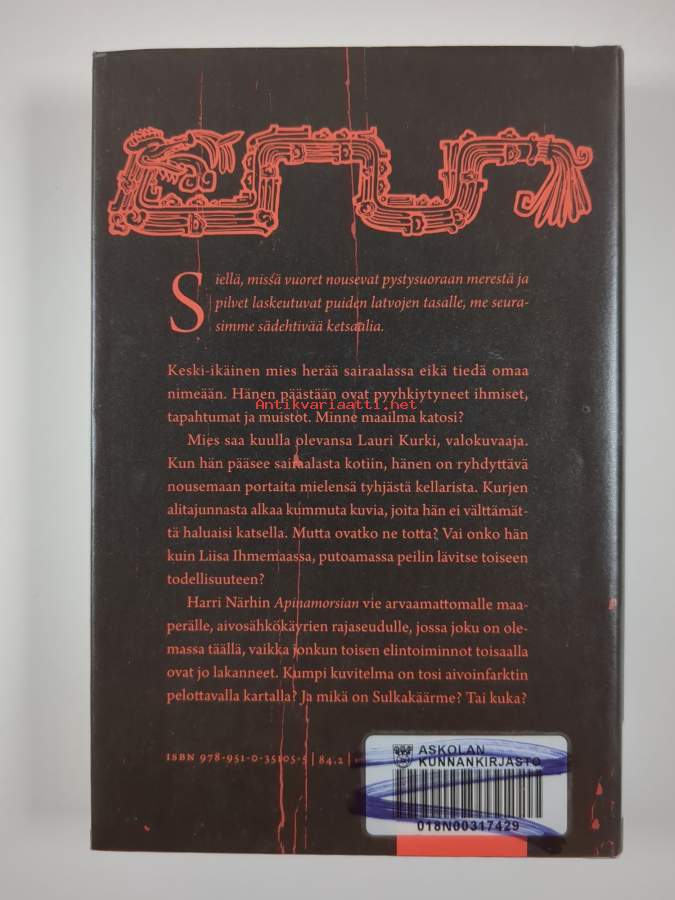 Siellä, missä vuoret nousevat pystysuoraan merestä ja
pilvet laskeutuvat puiden latvojen tasalle, me seura-
simme sädehtivää ketsaalia.
Keski-ikäinen mies herää sairaalassa eikä tiedä omaa
nimeään. Hänen päästään ovat pyyhkiytyneet ihmiset,
Antikvariaatti.net
tapahtumat ja muistot. Minne maailma katosi?
Mies saa kuulla olevansa Lauri Kurki, valokuvaaja.
Kun hän pääsee sairaalasta kotiin, hänen on ryhdyttävä
nousemaan portaita mielensä tyhjästä kellarista. Kurjen
alitajunnasta alkaa kummuta kuvia, joita hän ei välttämät-
tä haluaisi katsella. Mutta ovatko ne totta? Vai onko hän
kuin Liisa Ihmemaassa, putoamassa peilin lävitse toiseen
todellisuuteen?
Harri Närhin Apinamorsian vie arvaamattomalle maa-
perälle, aivosähkökäyrien rajaseudulle, jossa joku on ole-
massa täällä, vaikka jonkun toisen elintoiminnot toisaalla
ovat jo lakanneet. Kumpi kuvitelma on tosi aivoinfarktin
pelottavalla kartalla? Ja mikä on Sulkakäärme? Tai kuka?
ISBN 978-951-0-35105-5 | 84.2 |
ASKOLAN
KUNNANKIRJASTO
018N00317429